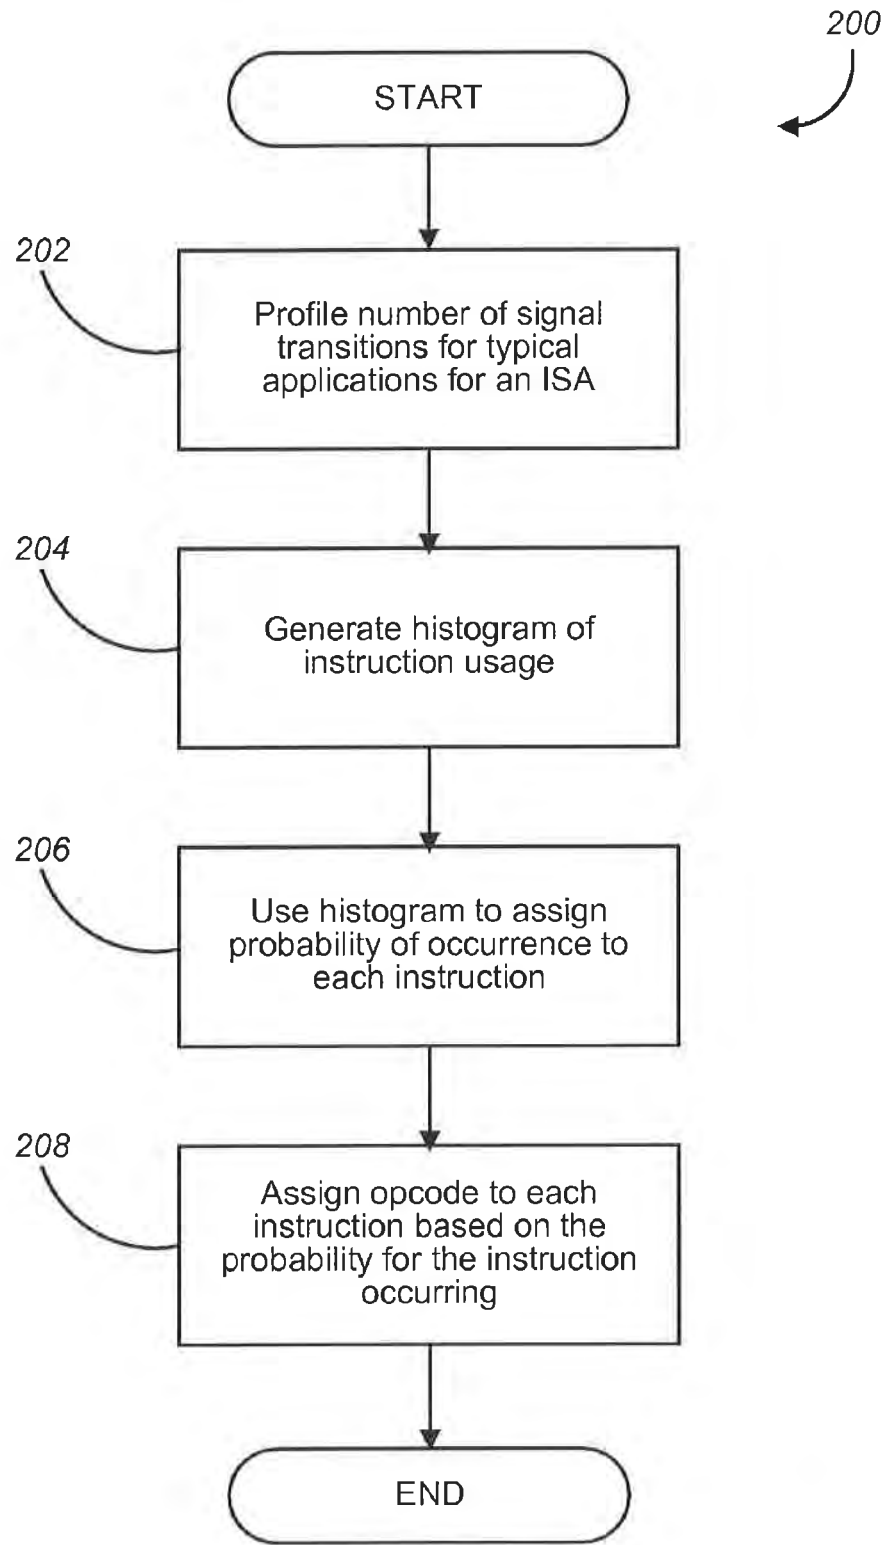 200
START
202
Profile number of signal
transitions for typical
applications for an ISA
204
Generate histogram of
instruction usage
206
Use histogram to assign
probability of occurrence to
each instruction
208
Assign opcode to each
instruction based on the
probability for the instruction
occurring
END